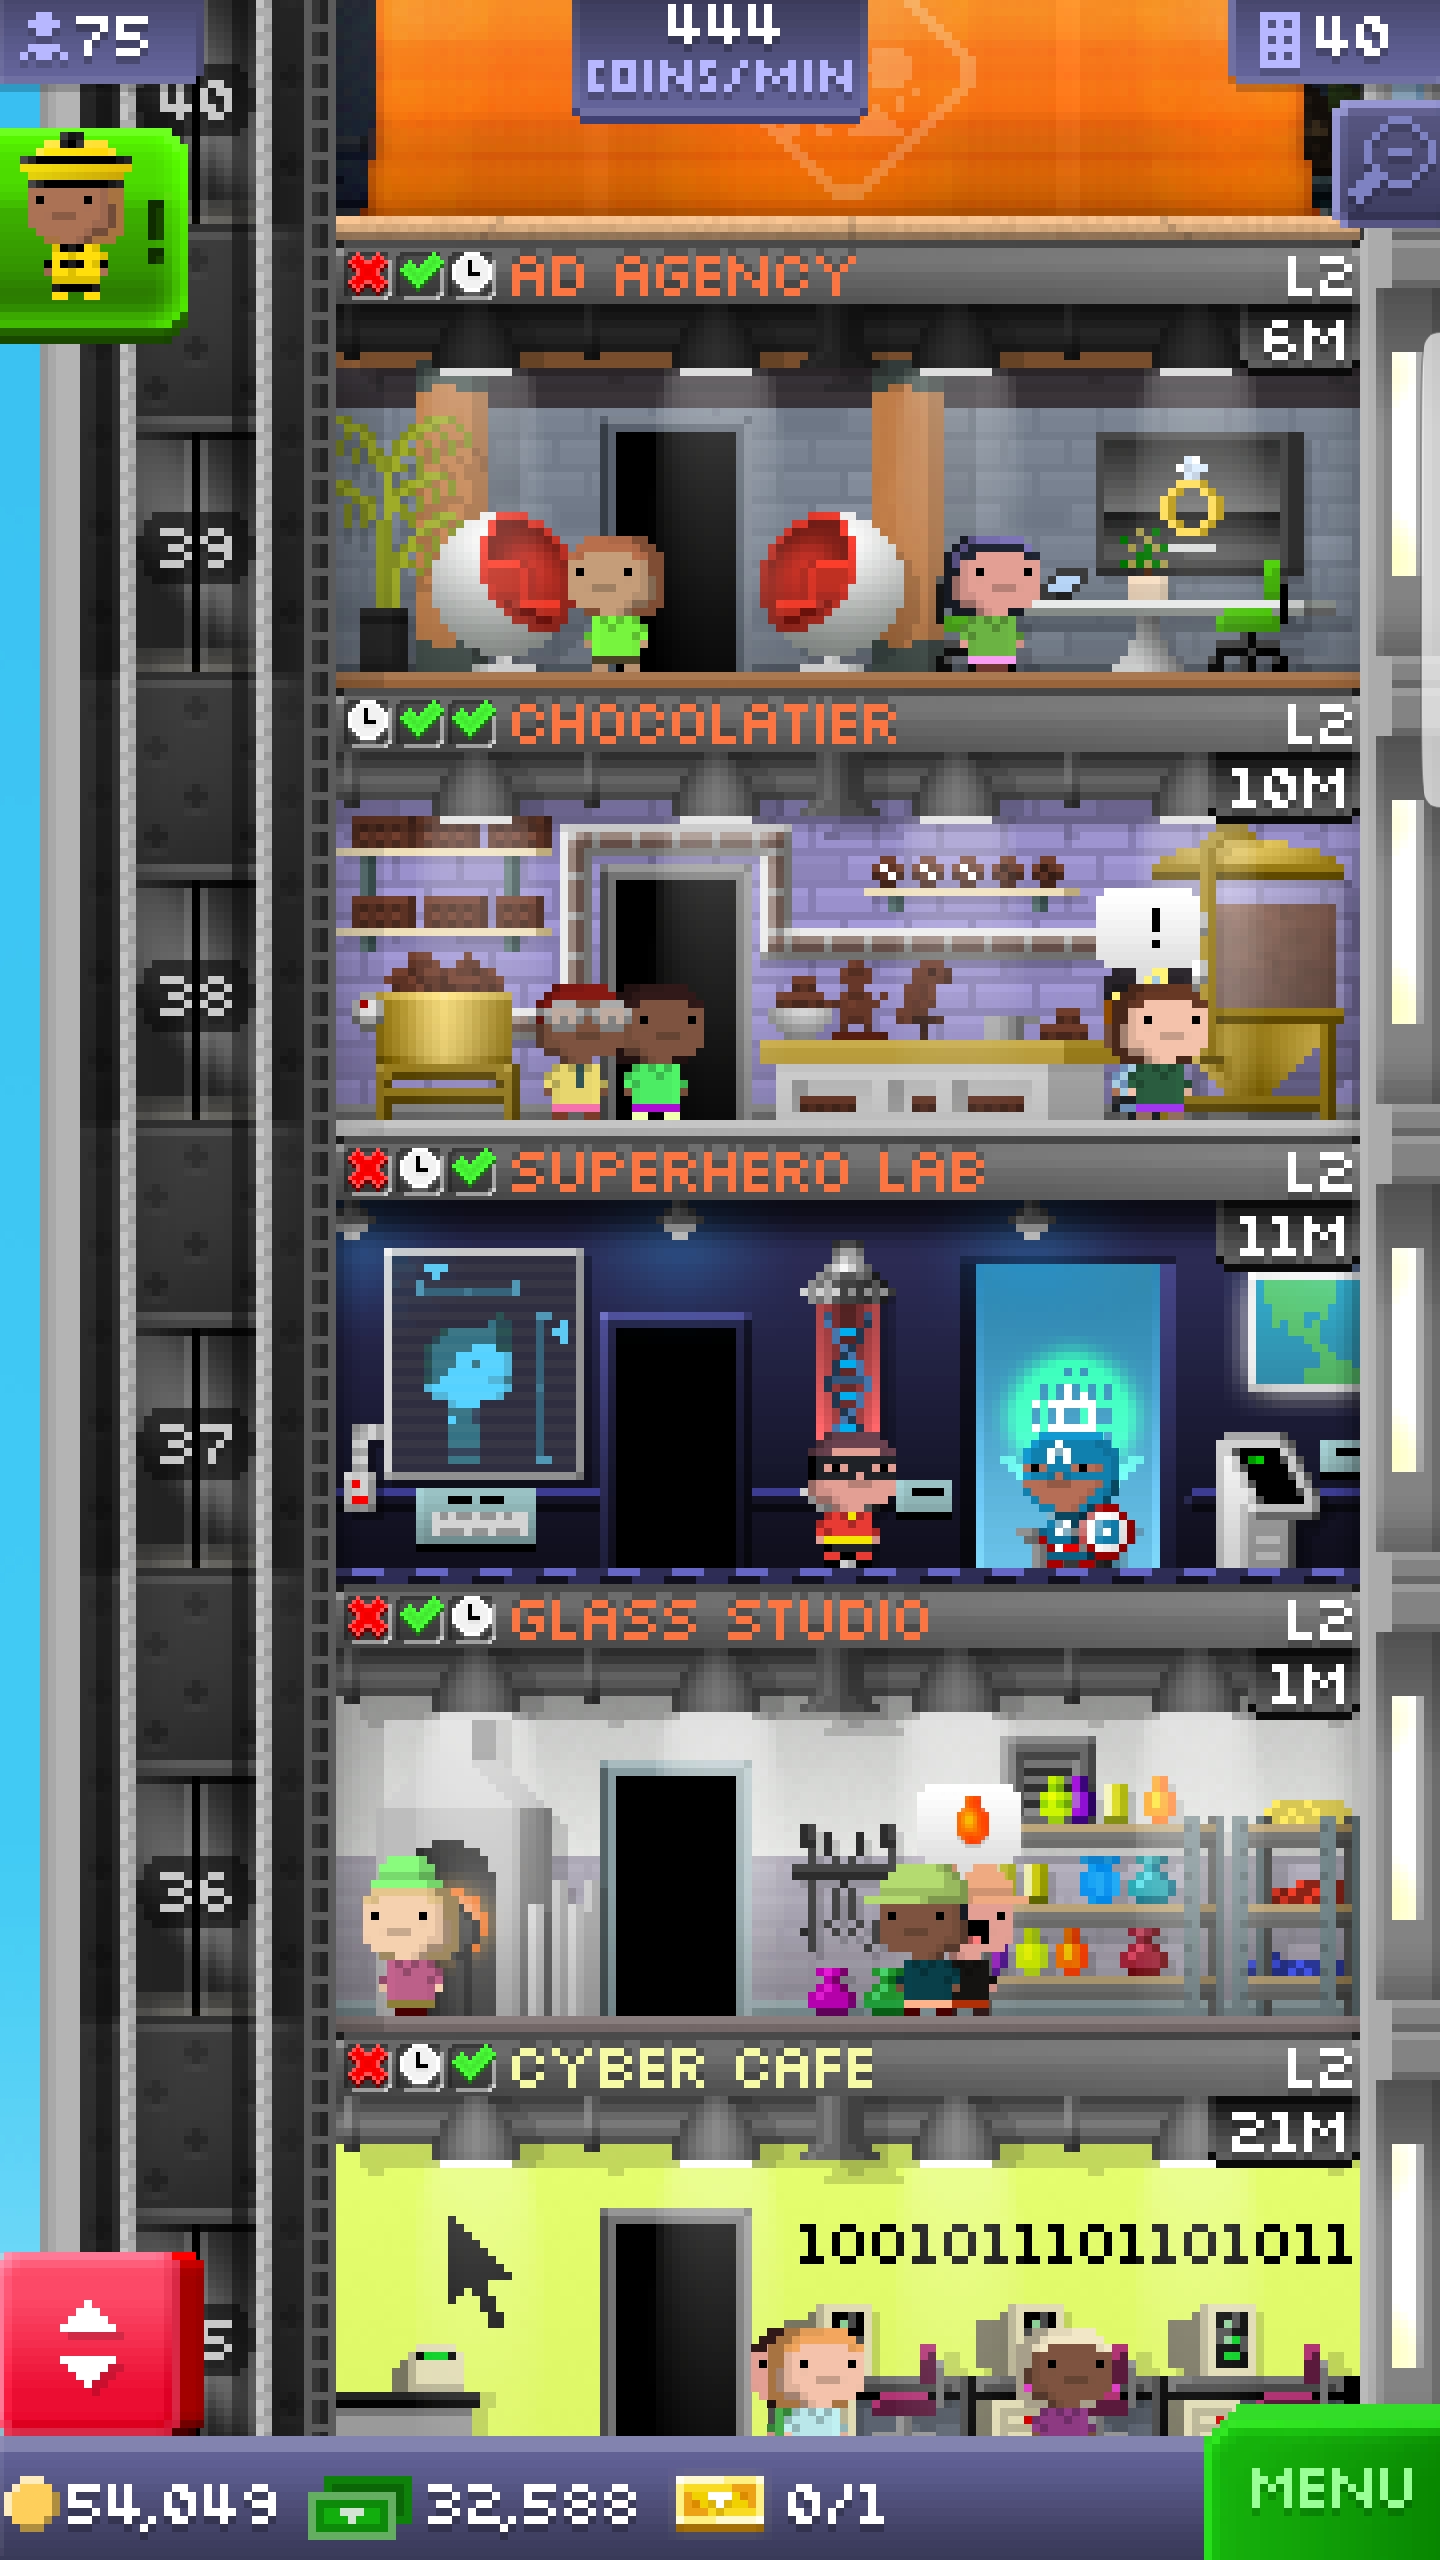 75
444
COINS/MIN
40
40
!
AD AGENCY L2
6M
39
CHOCOLATIER L2
10M
!
38
SUPERHERO LAB L2
11M
37
GLASS STUDIO L2
1M
36
CYBER CAFE L2
21M
100101110110101011
5
54,049 32,588 0/1
MENU